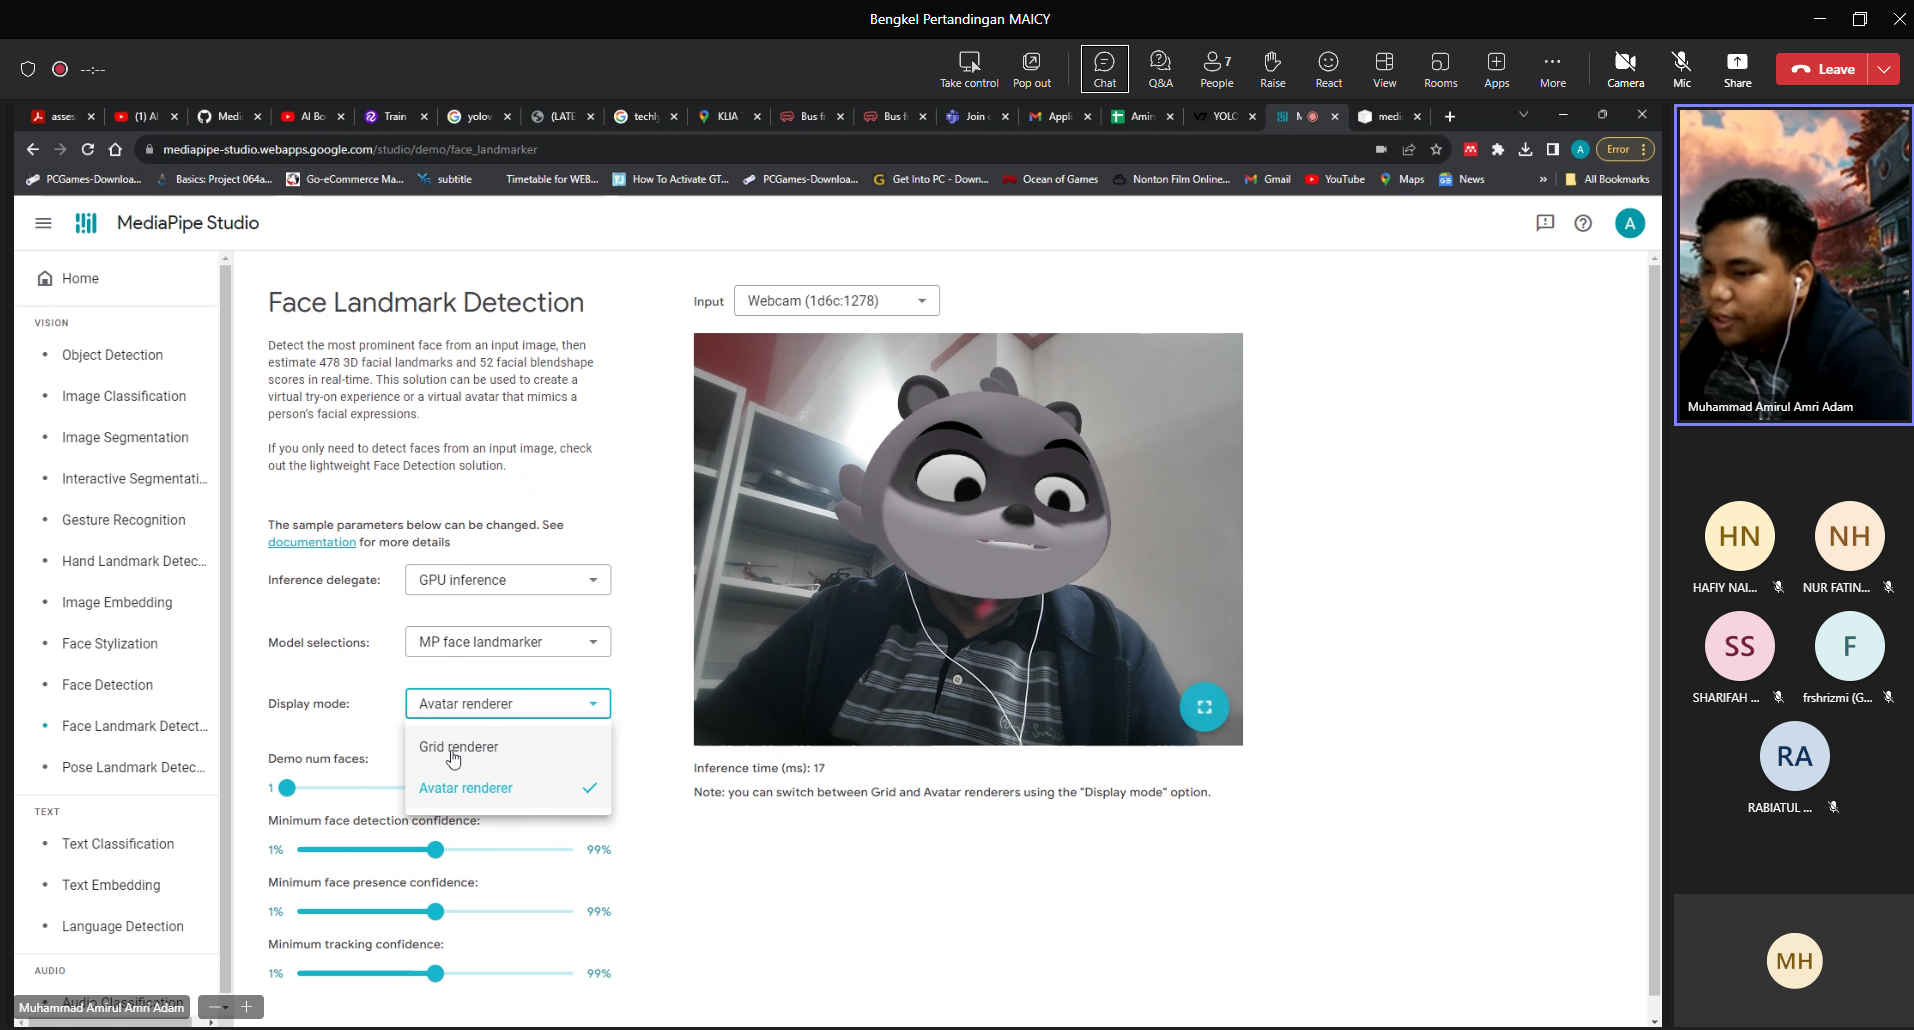 Bengkel Pertandingan MAICY
--:--
Take control
Pop out
Chat
Q&A
7
People
Raise
React
View
Rooms
Apps
More
Camera
Mic
Share
Leave
asses
(1) AI
Medi
AI Bo
Train
yolov
(LATE
techl
KLIA
Bus f
Bus f
Join c
Appli
Amin
YOLC
M
medi
mediapipe-studio.webapps.google.com/studio/demo/face_landmarker
A
Error
PCGames-Downloa...
Basics: Project 064a...
Go-eCommerce Ma...
subtitle
Timetable for WEB...
How To Activate GT...
PCGames-Downloa...
Get Into PC - Down...
Ocean of Games
Nonton Film Online...
Gmail
YouTube
Maps
News
»
All Bookmarks
MediaPipe Studio
A
Home
VISION
Object Detection
Image Classification
Image Segmentation
Interactive Segmentati...
Gesture Recognition
Hand Landmark Detec...
Image Embedding
Face Stylization
Face Detection
Face Landmark Detect...
Pose Landmark Detec...
TEXT
Text Classification
Text Embedding
Language Detection
AUDIO
Audio Classification
Muhammad Amirul Amri Adam
Face Landmark Detection
Detect the most prominent face from an input image, then
estimate 478 3D facial landmarks and 52 facial blendshape
scores in real-time. This solution can be used to create a
virtual try-on experience or a virtual avatar that mimics a
person's facial expressions.
If you only need to detect faces from an input image, check
out the lightweight Face Detection solution.
The sample parameters below can be changed. See
documentation for more details
Inference delegate:
GPU inference
Model selections:
MP face landmarker
Display mode:
Avatar renderer
Grid renderer
Avatar renderer
Demo num faces:
1
Minimum face detection confidence:
1%
99%
Minimum face presence confidence:
1%
99%
Minimum tracking confidence:
1%
99%
Input
Webcam (1d6c:1278)
Inference time (ms): 17
Note: you can switch between Grid and Avatar renderers using the "Display mode" option.
Muhammad Amirul Amri Adam
HN
NH
HAFIY NAI...
NUR FATIN...
SS
F
SHARIFAH ...
frshrizmi (G...
RA
RABIATUL ...
MH